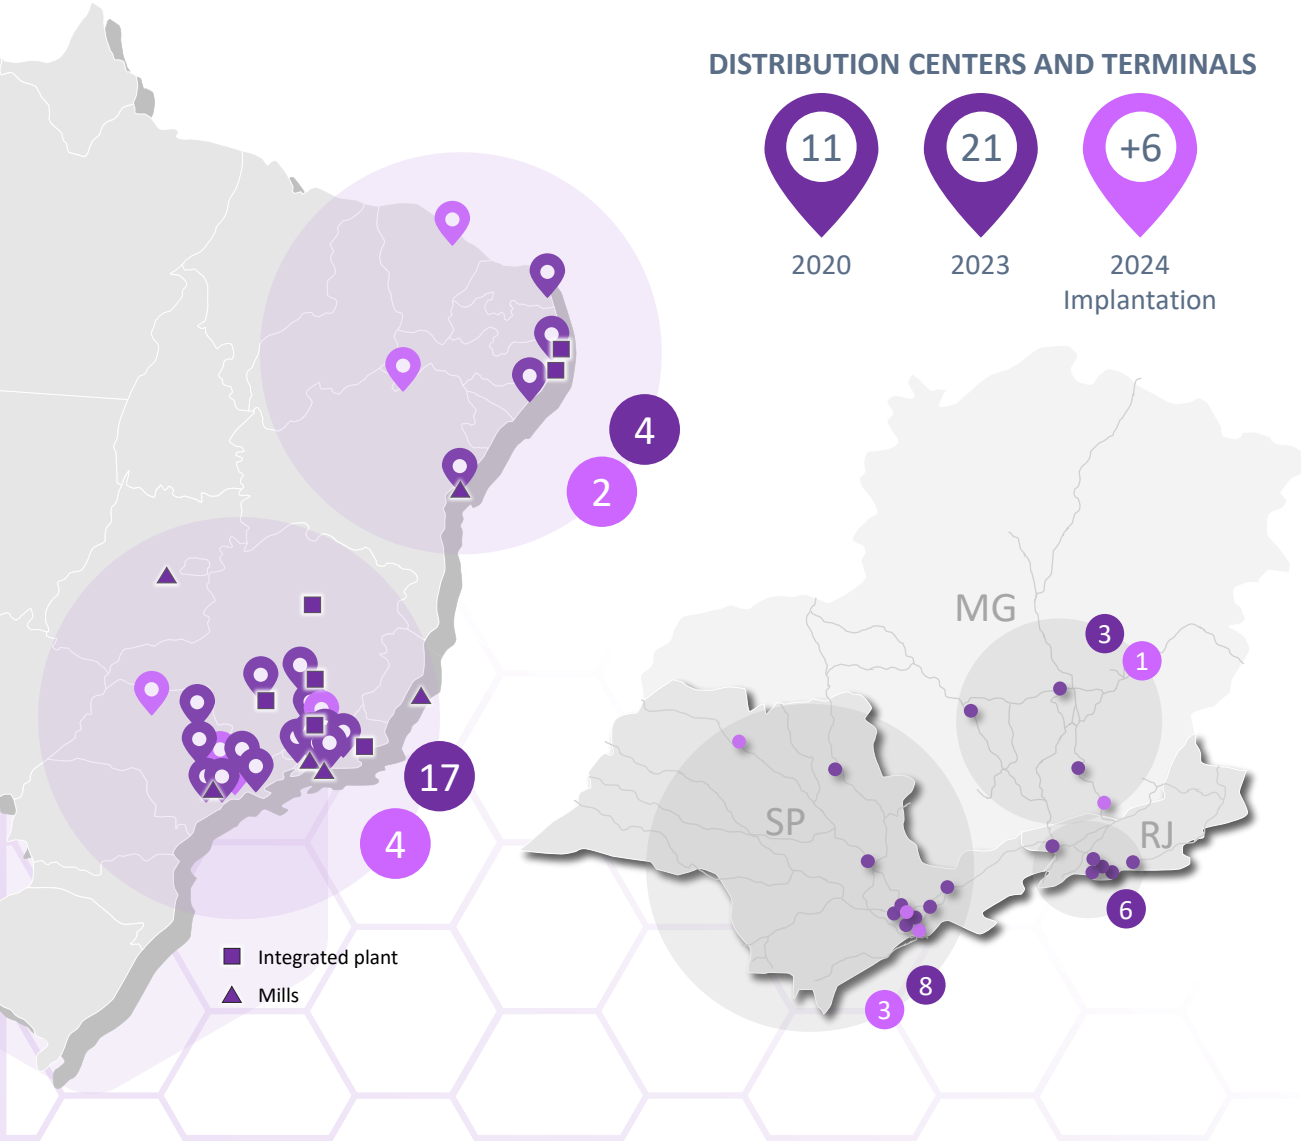 DISTRIBUTION CENTERS AND TERMINALS
11
21
+6
2020
2023
2024
Implantation
4
2
MG
3
1
17
SP
RJ
4
6
Integrated plant
8
Mills
3